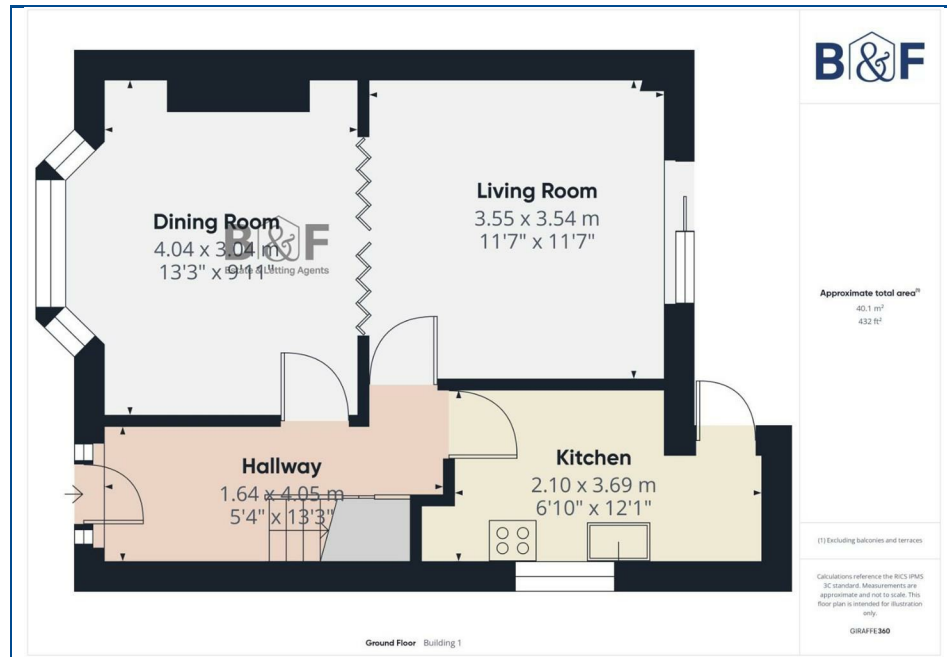 B&F
Dining Room
4.04 x 3.04 m
13'3" x 9'11"
B&F
Estate & Letting Agents
Living Room
3.55 x 3.54 m
11'7" x 11'7"
Hallway
1.64 x 4.05 m
5'4" x 13'3"
Kitchen
2.10 x 3.69 m
6'10" x 12'1"
Approximate total area(1)
40.1 m²
432 ft²
(1) Excluding balconies and terraces
Calculations reference the RICS IPMS
3C standard. Measurements are
approximate and not to scale. This
floor plan is intended for illustration
only.
GIRAFFE360
Ground Floor Building 1